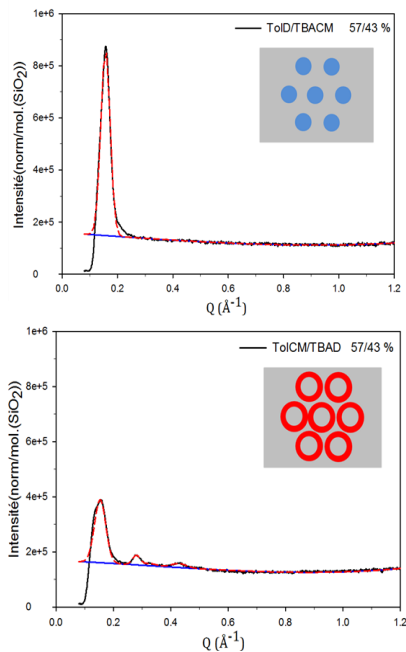 1e+6
8e+5
6e+5
4e+5
2e+5
0
Intensité(norm/mol.(SiO2))
TolD/TBACM 57/43 %
0.0 0.2 0.4 0.6 0.8 1.0 1.2
Q (Å-1)
1e+6
8e+5
6e+5
4e+5
2e+5
0
Intensité(norm/mol.(SiO2))
TolCM/TBAD 57/43 %
0.0 0.2 0.4 0.6 0.8 1.0 1.2
Q (Å-1)